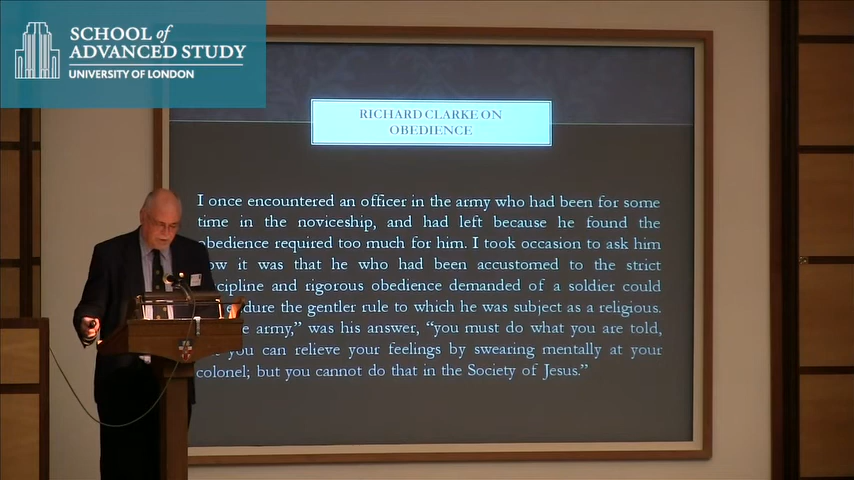 SCHOOL of
ADVANCED STUDY
UNIVERSITY OF LONDON
RICHARD CLARKE ON
OBEDIENCE
I once encountered an officer in the army who had been for some
time in the noviceship, and had left because he found the
obedience required too much for him. I took occasion to ask him
it was that he who had been accustomed to the strict
and rigorous obedience demanded of a soldier could
the gentler rule to which he was subject as a religious.
army,” was his answer, “you must do what you are told,
you can relieve your feelings by swearing mentally at your
colonel; but you cannot do that in the Society of Jesus.”